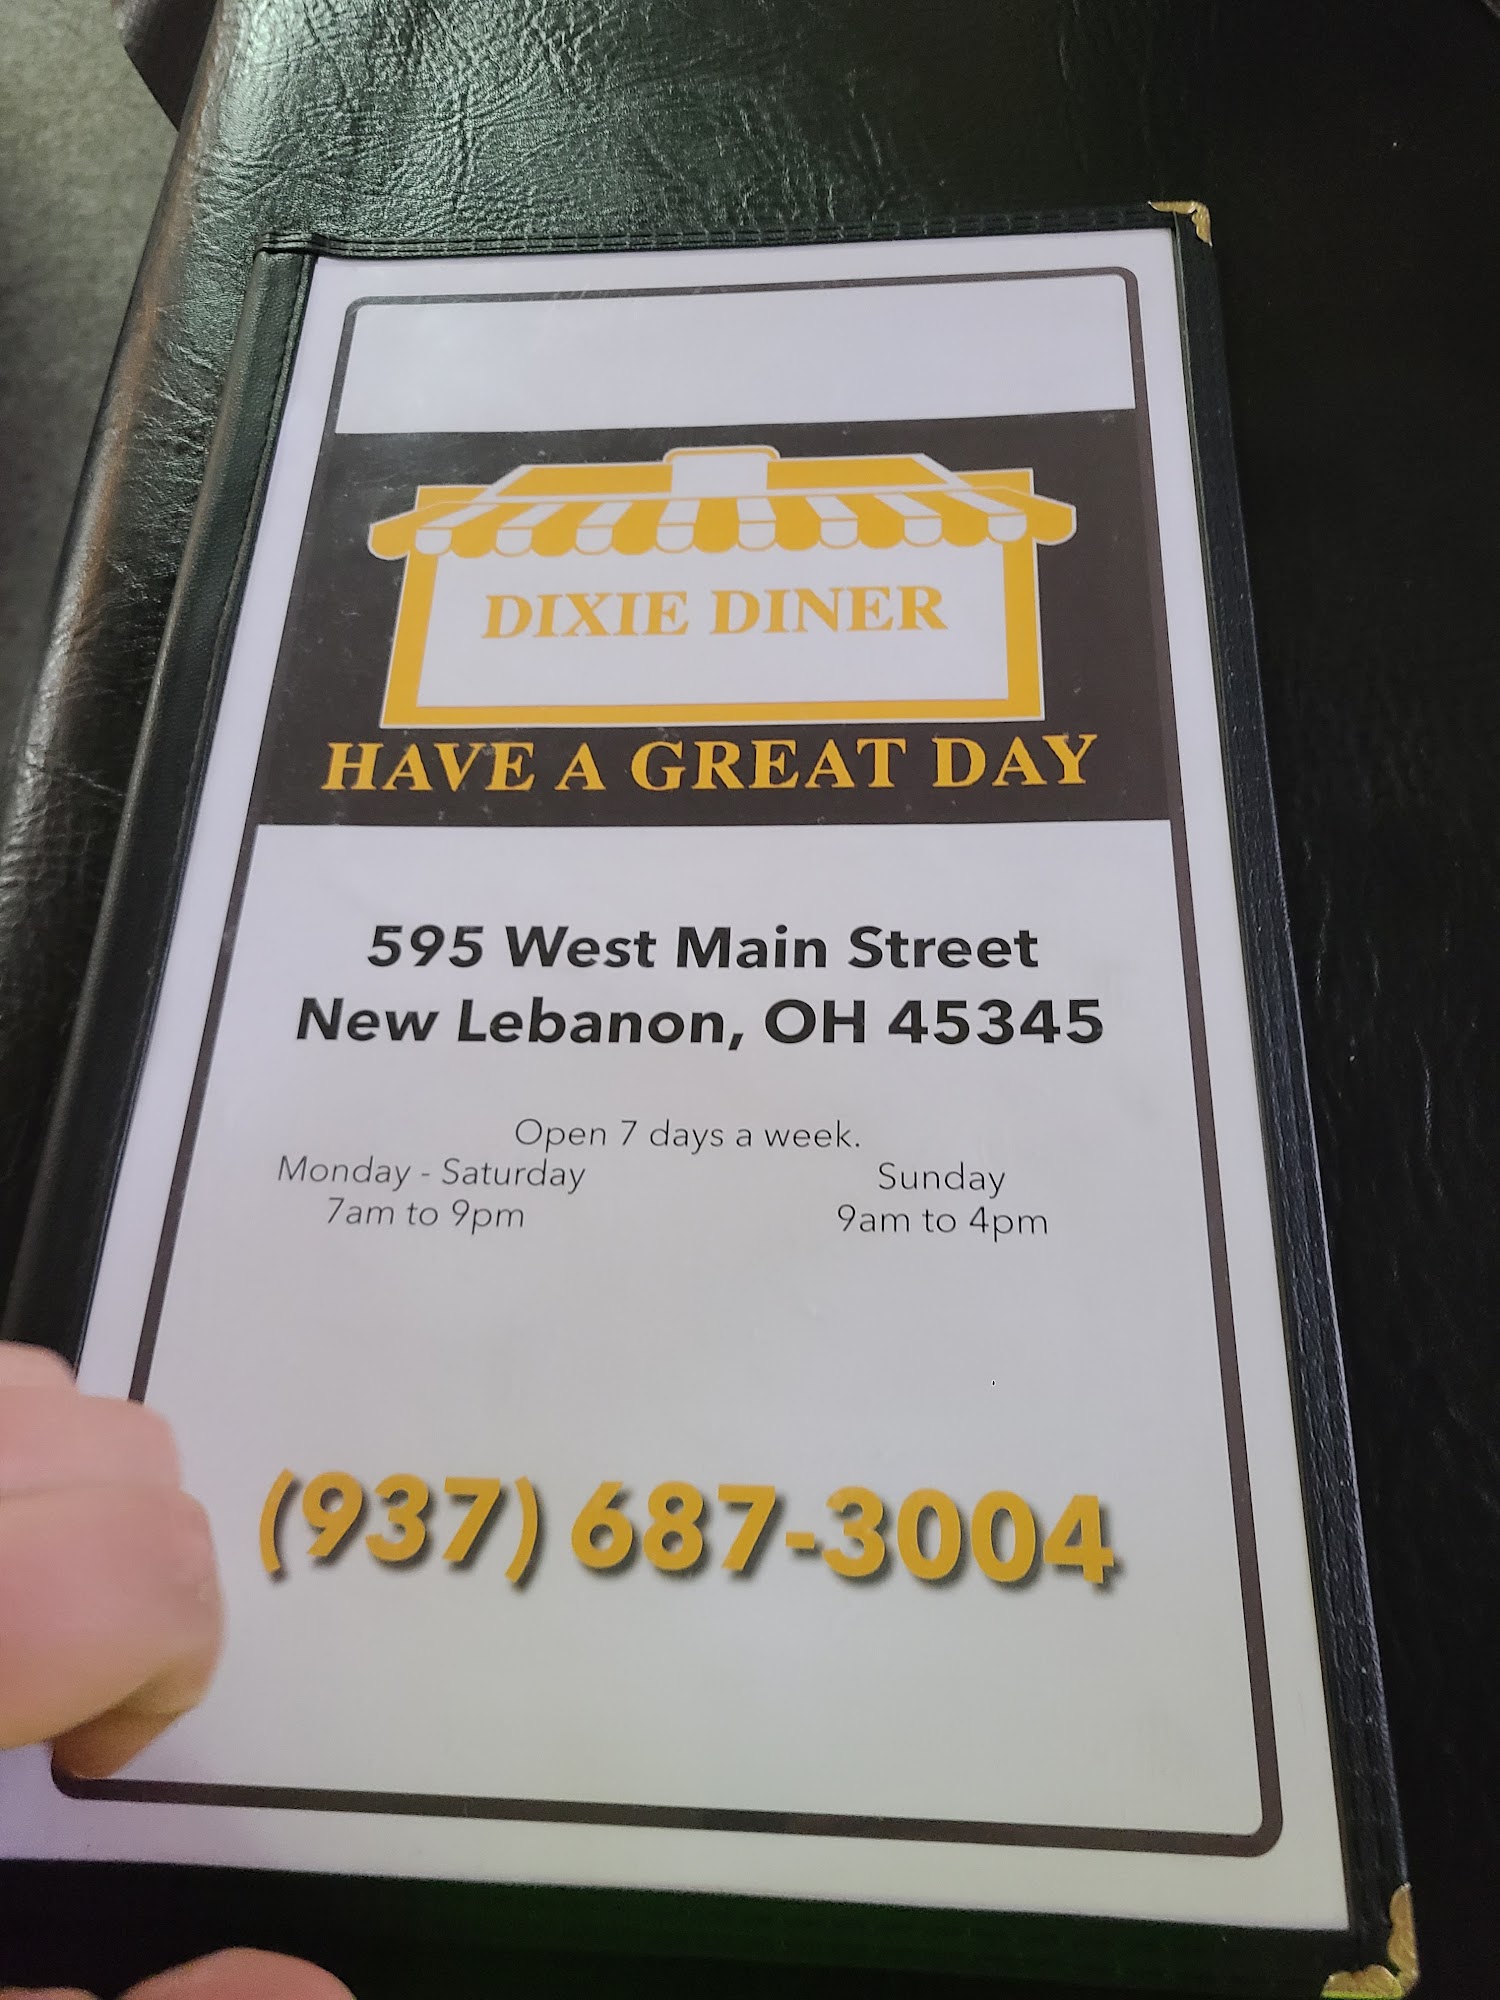 DIXIE DINER
HAVE A GREAT DAY
595 West Main Street
New Lebanon, OH 45345
Open 7 days a week.
Monday - Saturday
7am to 9pm
Sunday
9am to 4pm
(937) 687-3004